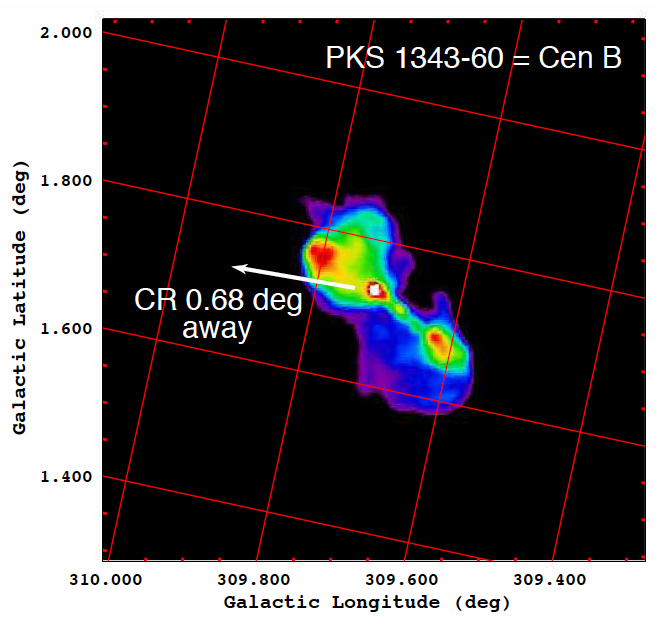 PKS 1343-60 = Cen B
CR 0.68 deg
away
2.000
1.800
1.600
1.400
Galactic Latitude (deg)
310.000
309.800
309.600
309.400
Galactic Longitude (deg)